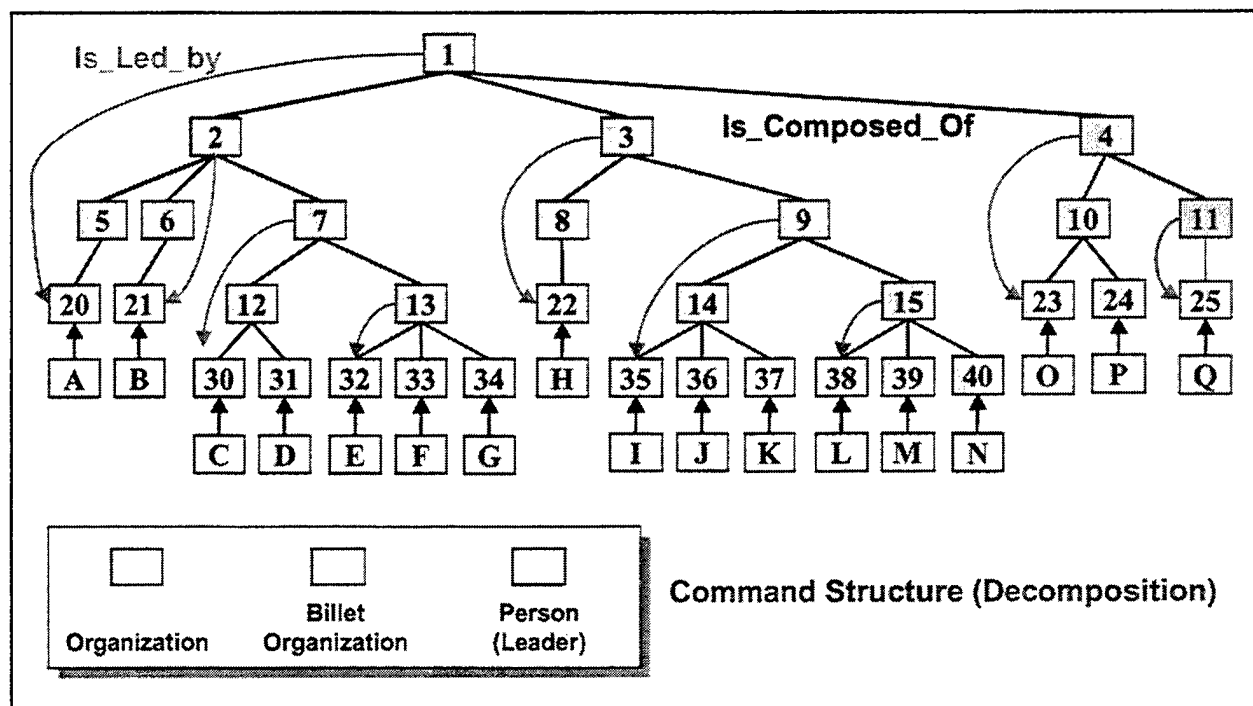 1
Is_Led_by
2 3 Is_Composed_Of 4
5 6 7 8 9 10 11
20 21 12 13 22 14 15 23 24 25
A B 30 31 32 33 34 H 35 36 37 38 39 40 O P Q
C D E F G I J K L M N
Command Structure (Decomposition)
Organization
Billet
Organization
Person
(Leader)